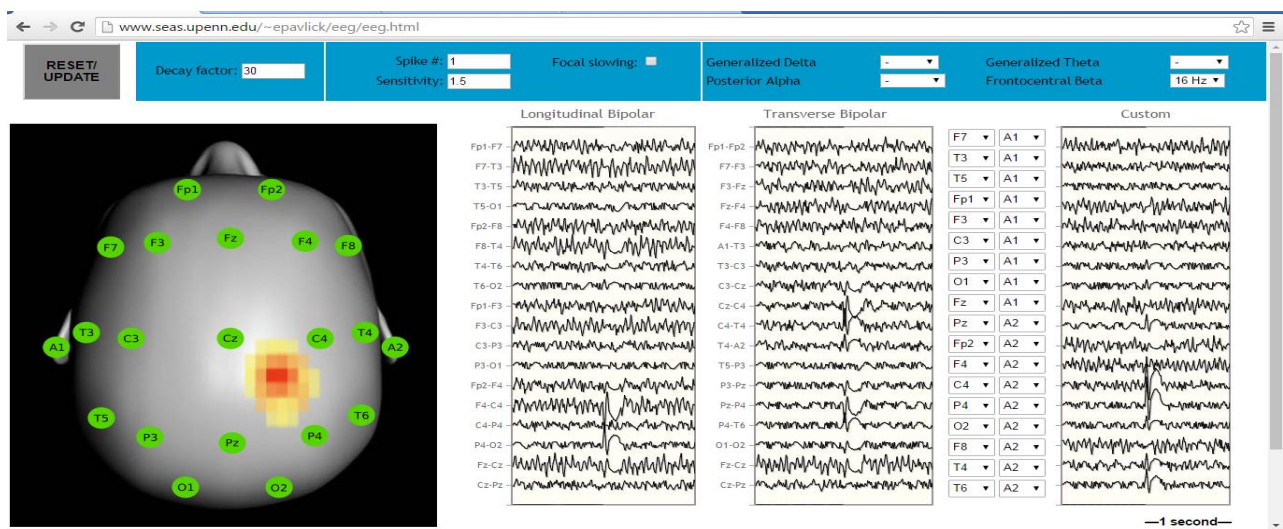 www.seas.upenn.edu/~epavlick/eeg/eeg.html
RESET/
UPDATE
Decay factor: 30
Spike #: 1
Sensitivity: 1.5
Focal slowing:
Generalized Delta -
Posterior Alpha -
Generalized Theta -
Frontocentral Beta 16 Hz
Fp1 Fp2
F7 F3 Fz F4 F8
A1 T3 C3 Cz C4 T4 A2
T5 P3 Pz P4 T6
O1 O2
Longitudinal Bipolar
Fp1-F7
F7-T3
T3-T5
T5-O1
Fp2-F8
F8-T4
T4-T6
T6-O2
Fp1-F3
F3-C3
C3-P3
P3-O1
Fp2-F4
F4-C4
C4-P4
P4-O2
Fz-Cz
Cz-Pz
Transverse Bipolar
Fp1-Fp2
F7-F3
F3-Fz
Fz-F4
F4-F8
A1-T3
T3-C3
C3-Cz
Cz-C4
C4-T4
T4-A2
T5-P3
P3-Pz
Pz-P4
P4-T6
O1-O2
Fz-Cz
Cz-Pz
Custom
F7 A1
T3 A1
T5 A1
Fp1 A1
F3 A1
C3 A1
P3 A1
O1 A1
Fz A1
Pz A2
Fp2 A2
F4 A2
C4 A2
P4 A2
O2 A2
F8 A2
T4 A2
T6 A2
—1 second—